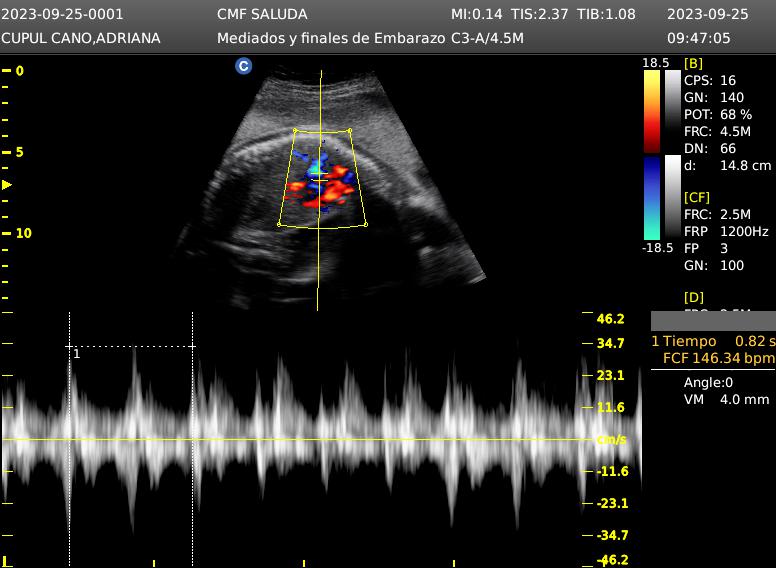 2023-09-25-0001 CMF SALUDA MI:0.14 TIS:2.37 TIB:1.08 2023-09-25
CUPUL CANO,ADRIANA Mediados y finales de Embarazo C3-A/4.5M 09:47:05
C
0
5
10
18.5
-18.5
[B]
CPS: 16
GN: 140
POT: 68 %
FRC: 4.5M
DN: 66
d: 14.8 cm
[CF]
FRC: 2.5M
FRP 1200Hz
FP 3
GN: 100
[D]
1 Tiempo 0.82 s
FCF 146.34 bpm
Angle:0
VM 4.0 mm
1
46.2
34.7
23.1
11.6
cm/s
-11.6
-23.1
-34.7
-46.2